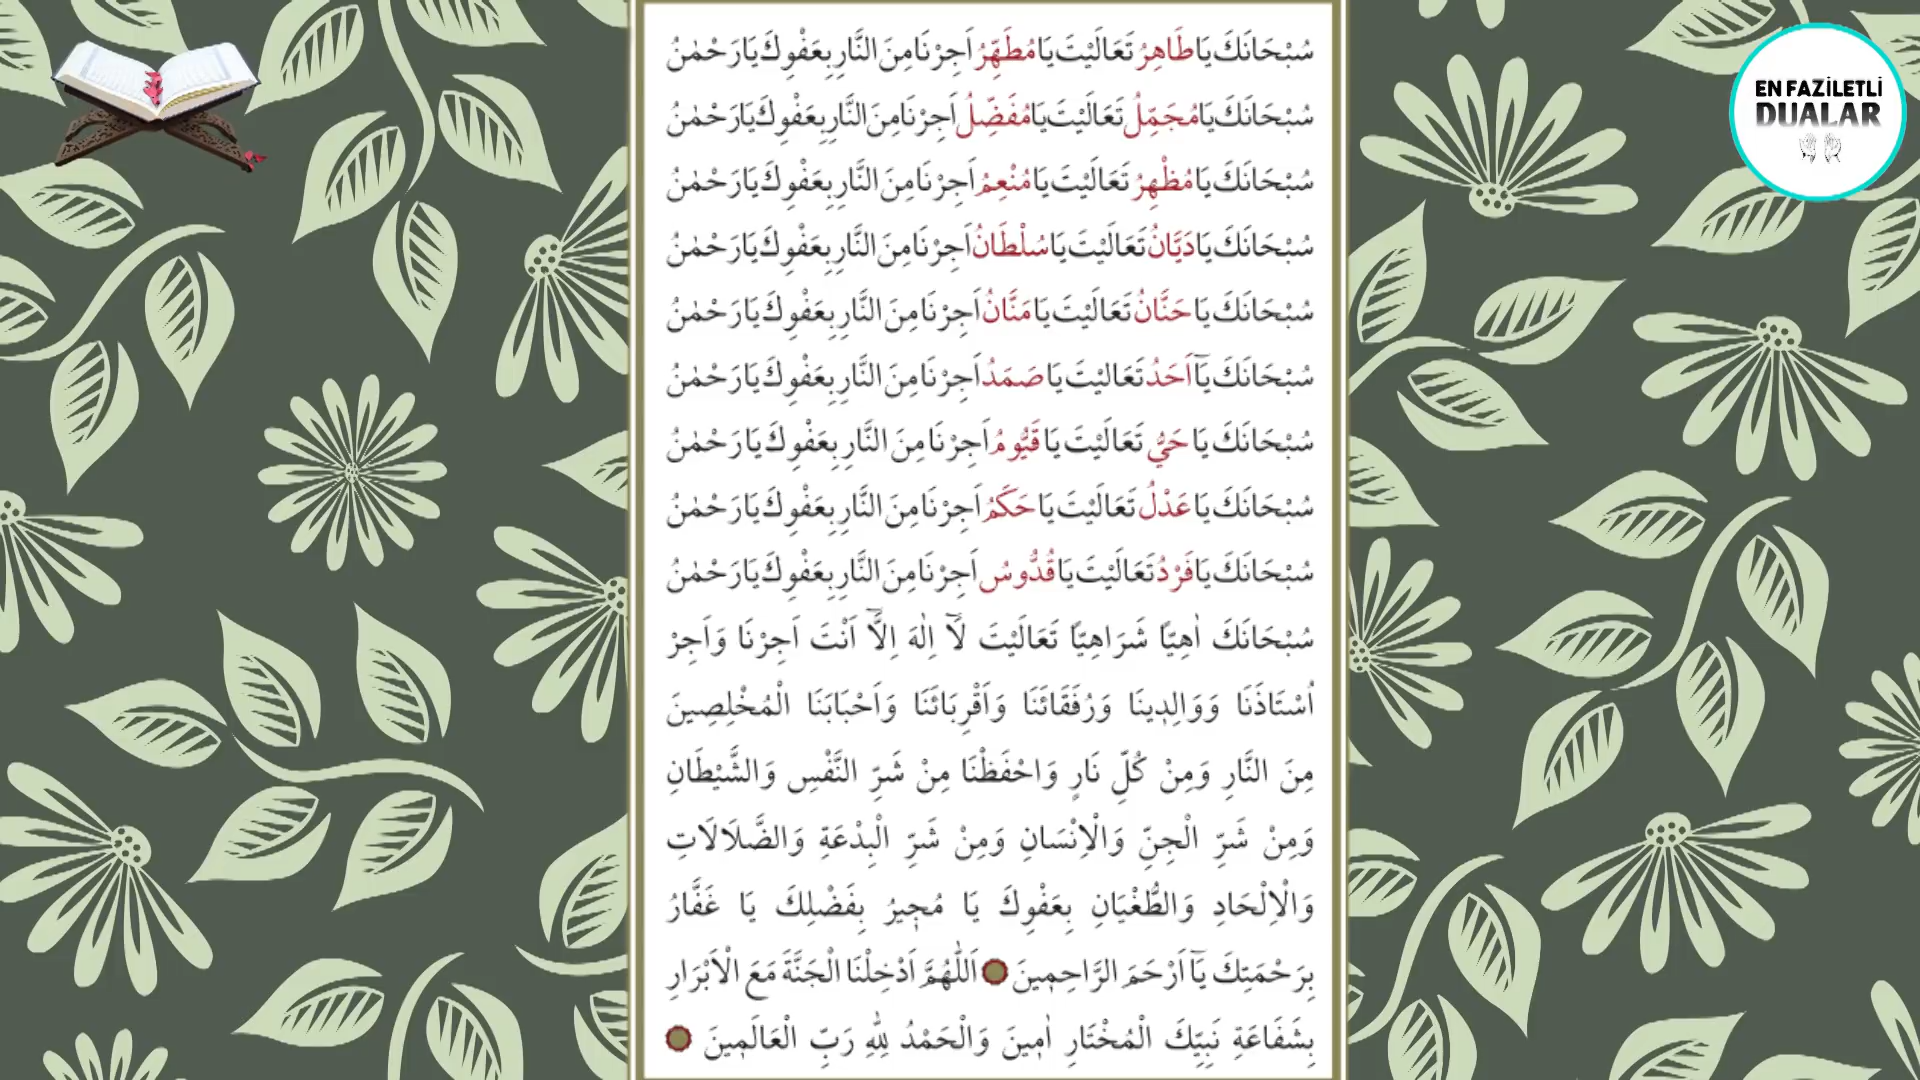 سُبْحَانَكَ يَا طَاهِرُ تَعَالَيْتَ يَا مُطَهِّرُ اَجِرْنَا مِنَ النَّارِ بِعَفْوِكَ يَا رَحْمٰنُ
سُبْحَانَكَ يَا مُجَمِّلُ تَعَالَيْتَ يَا مُفَضِّلُ اَجِرْنَا مِنَ النَّارِ بِعَفْوِكَ يَا رَحْمٰنُ
سُبْحَانَكَ يَا مُظْهِرُ تَعَالَيْتَ يَا مُنْعِمُ اَجِرْنَا مِنَ النَّارِ بِعَفْوِكَ يَا رَحْمٰنُ
سُبْحَانَكَ يَا دَيَّانُ تَعَالَيْتَ يَا سُلْطَانُ اَجِرْنَا مِنَ النَّارِ بِعَفْوِكَ يَا رَحْمٰنُ
سُبْحَانَكَ يَا حَنَّانُ تَعَالَيْتَ يَا مَنَّانُ اَجِرْنَا مِنَ النَّارِ بِعَفْوِكَ يَا رَحْمٰنُ
سُبْحَانَكَ يَآ اَحَدُ تَعَالَيْتَ يَا صَمَدُ اَجِرْنَا مِنَ النَّارِ بِعَفْوِكَ يَا رَحْمٰنُ
سُبْحَانَكَ يَا حَيُّ تَعَالَيْتَ يَا قَيُّومُ اَجِرْنَا مِنَ النَّارِ بِعَفْوِكَ يَا رَحْمٰنُ
سُبْحَانَكَ يَا عَدْلُ تَعَالَيْتَ يَا حَكَمُ اَجِرْنَا مِنَ النَّارِ بِعَفْوِكَ يَا رَحْمٰنُ
سُبْحَانَكَ يَا فَرْدُ تَعَالَيْتَ يَا قُدُّوسُ اَجِرْنَا مِنَ النَّارِ بِعَفْوِكَ يَا رَحْمٰنُ
سُبْحَانَكَ اٰهِيًّا شَرَاهِيًّا تَعَالَيْتَ لَآ اِلٰهَ اِلَّآ اَنْتَ اَجِرْنَا وَاَجِرْ
اُسْتَاذَنَا وَوَالِدِينَا وَرُفَقَائَنَا وَاَقْرِبَائَنَا وَاَحْبَابَنَا الْمُخْلِصِينَ
مِنَ النَّارِ وَمِنْ كُلِّ نَارٍ وَاحْفَظْنَا مِنْ شَرِّ النَّفْسِ وَالشَّيْطَانِ
وَمِنْ شَرِّ الْجِنِّ وَالْاِنْسَانِ وَمِنْ شَرِّ الْبِدْعَةِ وَالضَّلَالَاتِ
وَالْاِلْحَادِ وَالطُّغْيَانِ بِعَفْوِكَ يَا مُجِيرُ بِفَضْلِكَ يَا غَفَّارُ
بِرَحْمَتِكَ يَآ اَرْحَمَ الرَّاحِمِينَ اَللّٰهُمَّ اَدْخِلْنَا الْجَنَّةَ مَعَ الْاَبْرَارِ
بِشَفَاعَةِ نَبِيِّكَ الْمُخْتَارِ اٰمِينَ وَالْحَمْدُ لِلّٰهِ رَبِّ الْعَالَمِينَ
EN FAZİLETLİ
DUALAR